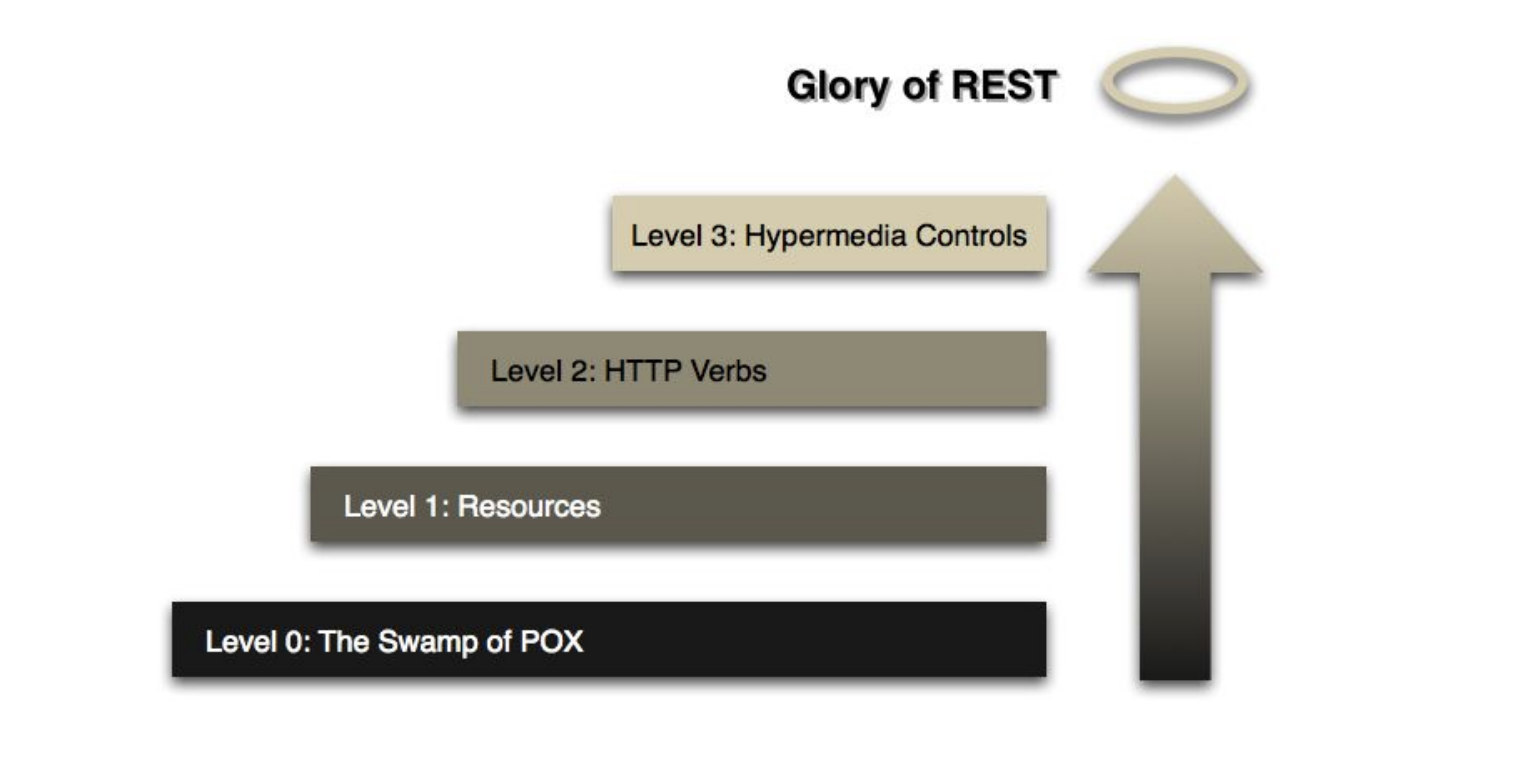 Glory of REST
Level 3: Hypermedia Controls
Level 2: HTTP Verbs
Level 1: Resources
Level 0: The Swamp of POX